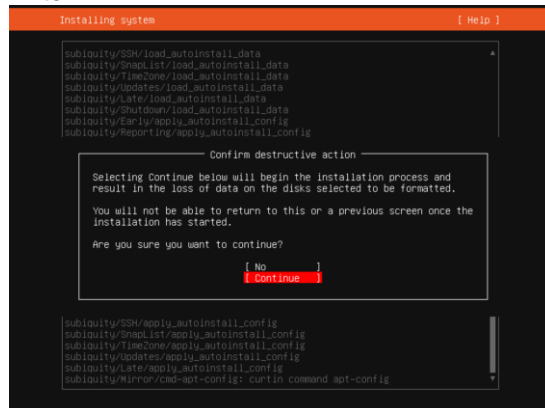 Installing system [ Help ]
subiquity/SSH/load_autoinstall_data
subiquity/SnapList/load_autoinstall_data
subiquity/TimeZone/load_autoinstall_data
subiquity/Updates/load_autoinstall_data
subiquity/Late/load_autoinstall_data
subiquity/Shutdown/load_autoinstall_data
subiquity/Early/apply_autoinstall_config
subiquity/Reporting/apply_autoinstall_config
Confirm destructive action
Selecting Continue below will begin the installation process and
result in the loss of data on the disks selected to be formatted.
You will not be able to return to this or a previous screen once the
installation has started.
Are you sure you want to continue?
[ No ]
[ Continue ]
subiquity/SSH/apply_autoinstall_config
subiquity/SnapList/apply_autoinstall_config
subiquity/TimeZone/apply_autoinstall_config
subiquity/Updates/apply_autoinstall_config
subiquity/Late/apply_autoinstall_config
subiquity/Mirror/cmd-apt-config: curtin command apt-config